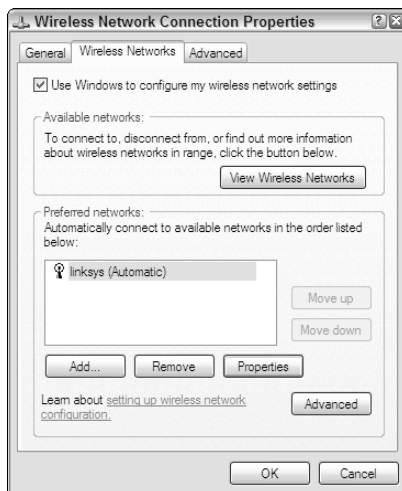 Wireless Network Connection Properties
General
Wireless Networks
Advanced
Use Windows to configure my wireless network settings
Available networks:
To connect to, disconnect from, or find out more information
about wireless networks in range, click the button below.
View Wireless Networks
Preferred networks:
Automatically connect to available networks in the order listed
below:
linksys (Automatic)
Move up
Move down
Add...
Remove
Properties
Learn about setting up wireless network
configuration.
Advanced
OK
Cancel